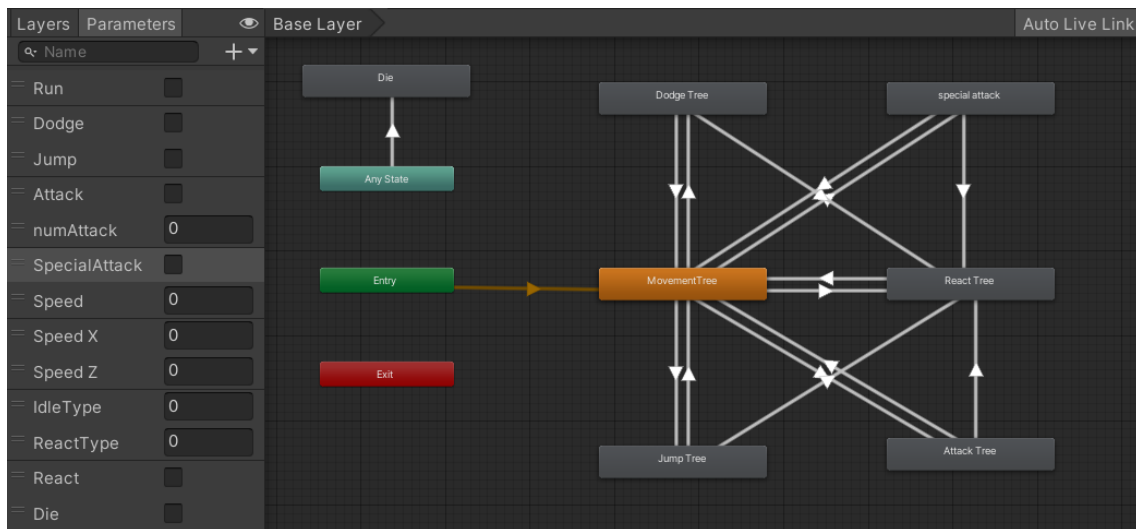 Layers Parameters
Base Layer
Auto Live Link
Name
Run
Dodge
Jump
Attack
numAttack 0
SpecialAttack
Speed 0
Speed X 0
Speed Z 0
IdleType 0
ReactType 0
React
Die
Die
Any State
Entry
Exit
Dodge Tree
special attack
MovementTree
React Tree
Jump Tree
Attack Tree